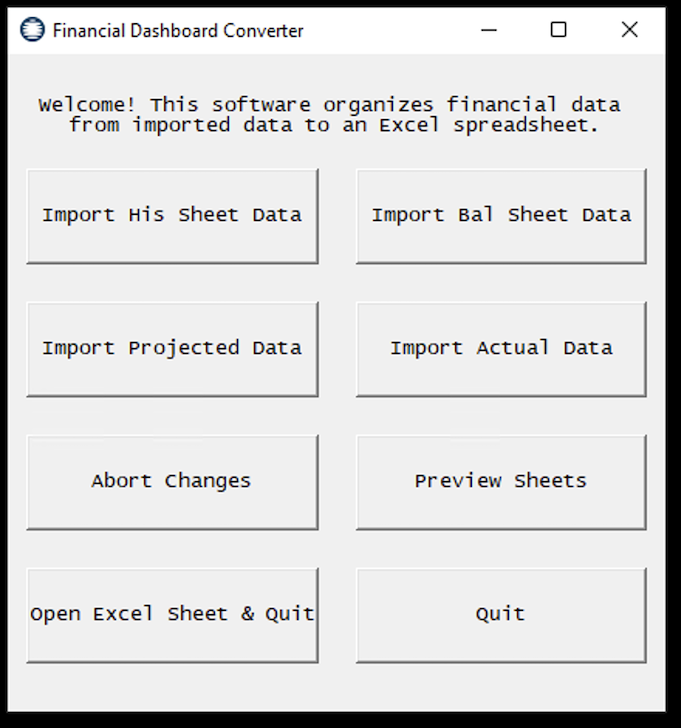 Financial Dashboard Converter
Welcome! This software organizes financial data
from imported data to an Excel spreadsheet.
Import His Sheet Data
Import Bal Sheet Data
Import Projected Data
Import Actual Data
Abort Changes
Preview Sheets
Open Excel Sheet & Quit
Quit